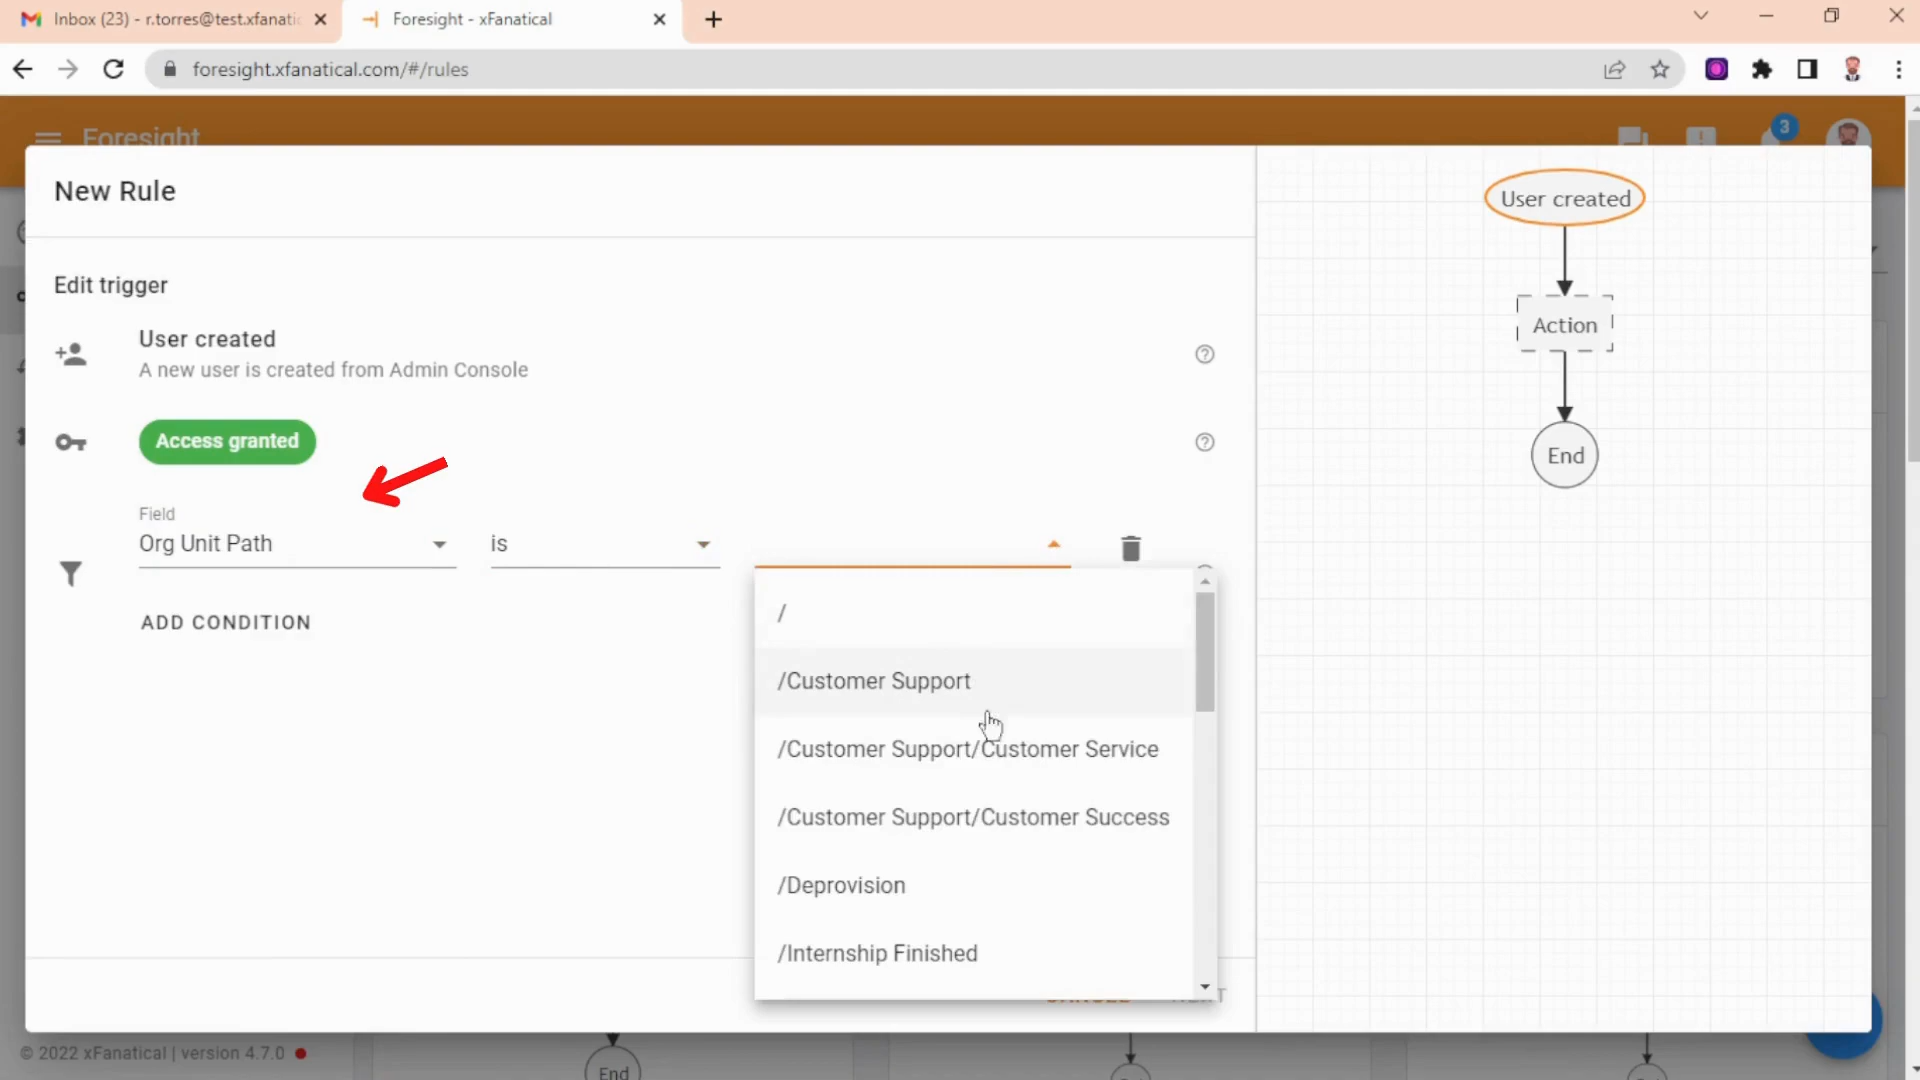 Inbox (23) - r.torres@test.xfanatic
Foresight - xFanatical
foresight.xfanatical.com/#/rules
Foresight
3
New Rule
User created
Edit trigger
User created
A new user is created from Admin Console
Action
Access granted
End
Field
Org Unit Path
is
ADD CONDITION
/
/Customer Support
/Customer Support/Customer Service
/Customer Support/Customer Success
/Deprovision
/Internship Finished
CANCEL
NEXT
© 2022 xFanatical | version 4.7.0
End